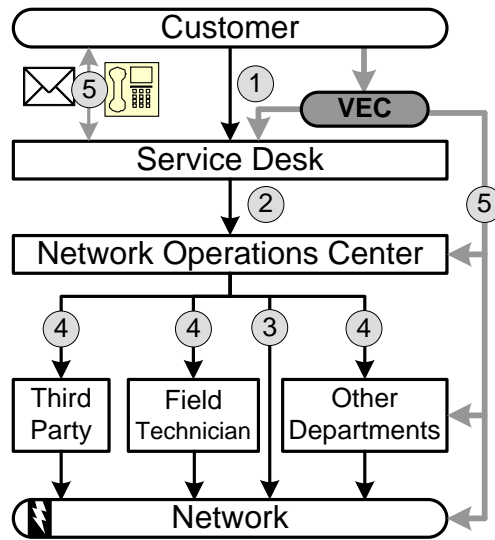 Customer
5
1
VEC
Service Desk
2
5
Network Operations Center
4
4
3
4
Third
Party
Field
Technician
Other
Departments
Network